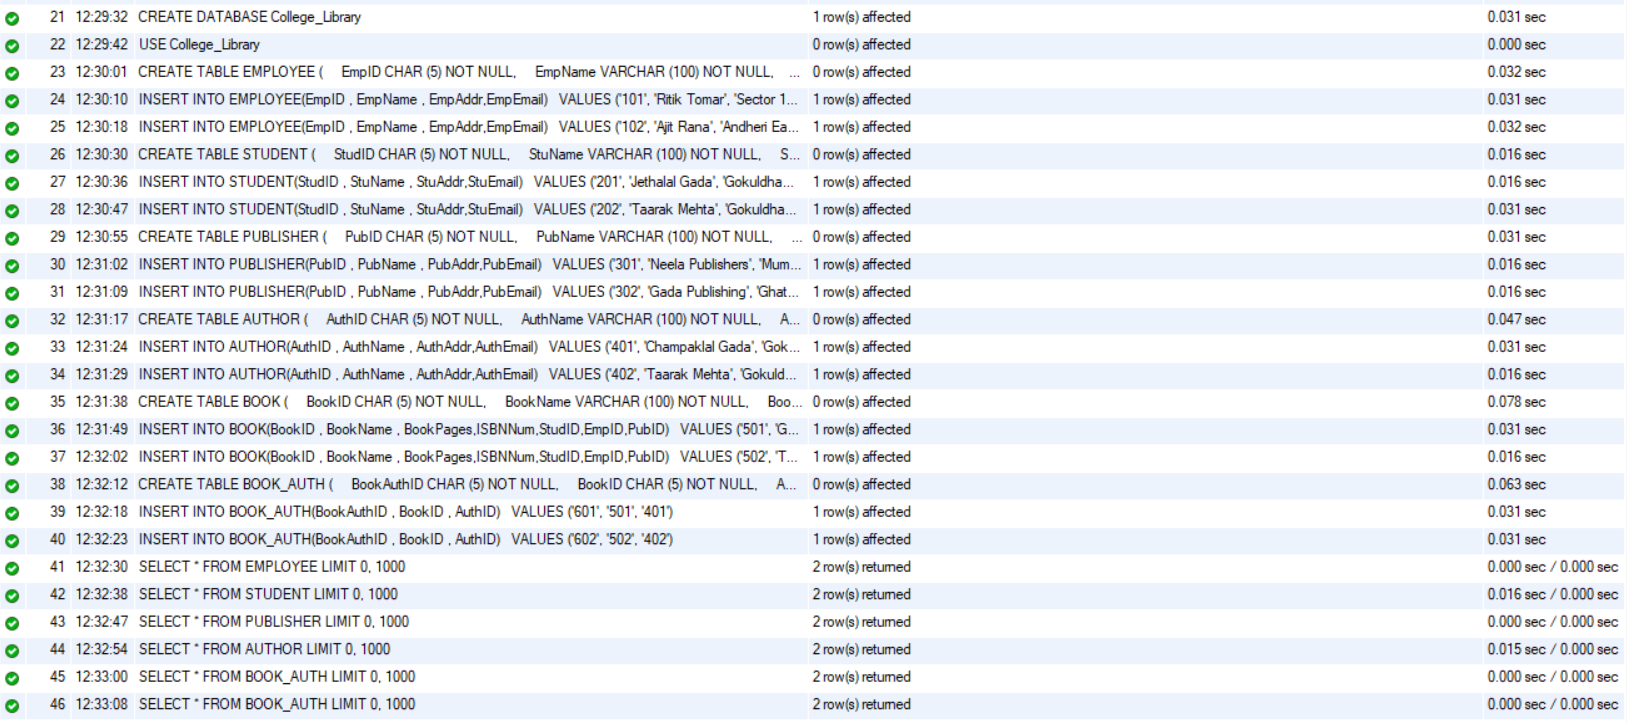 21 12:29:32 CREATE DATABASE College_Library 1 row(s) affected 0.031 sec
22 12:29:42 USE College_Library 0 row(s) affected 0.000 sec
23 12:30:01 CREATE TABLE EMPLOYEE ( EmpID CHAR (5) NOT NULL, EmpName VARCHAR (100) NOT NULL, ... 0 row(s) affected 0.032 sec
24 12:30:10 INSERT INTO EMPLOYEE(EmpID , EmpName , EmpAddr,EmpEmail) VALUES ('101', 'Ritik Tomar', 'Sector 1... 1 row(s) affected 0.031 sec
25 12:30:18 INSERT INTO EMPLOYEE(EmpID , EmpName , EmpAddr,EmpEmail) VALUES ('102', 'Ajit Rana', 'Andheri Ea... 1 row(s) affected 0.032 sec
26 12:30:30 CREATE TABLE STUDENT ( StudID CHAR (5) NOT NULL, StuName VARCHAR (100) NOT NULL, S... 0 row(s) affected 0.016 sec
27 12:30:36 INSERT INTO STUDENT(StudID , StuName , StuAddr,StuEmail) VALUES ('201', 'Jethalal Gada', 'Gokuldha... 1 row(s) affected 0.016 sec
28 12:30:47 INSERT INTO STUDENT(StudID , StuName , StuAddr,StuEmail) VALUES ('202', 'Taarak Mehta', 'Gokuldha... 1 row(s) affected 0.031 sec
29 12:30:55 CREATE TABLE PUBLISHER ( PubID CHAR (5) NOT NULL, PubName VARCHAR (100) NOT NULL, ... 0 row(s) affected 0.031 sec
30 12:31:02 INSERT INTO PUBLISHER(PubID , PubName , PubAddr,PubEmail) VALUES ('301', 'Neela Publishers', 'Mum... 1 row(s) affected 0.016 sec
31 12:31:09 INSERT INTO PUBLISHER(PubID , PubName , PubAddr,PubEmail) VALUES ('302', 'Gada Publishing', 'Ghat... 1 row(s) affected 0.016 sec
32 12:31:17 CREATE TABLE AUTHOR ( AuthID CHAR (5) NOT NULL, AuthName VARCHAR (100) NOT NULL, A... 0 row(s) affected 0.047 sec
33 12:31:24 INSERT INTO AUTHOR(AuthID , AuthName , AuthAddr,AuthEmail) VALUES ('401', 'Champaklal Gada', 'Gok... 1 row(s) affected 0.031 sec
34 12:31:29 INSERT INTO AUTHOR(AuthID , AuthName , AuthAddr,AuthEmail) VALUES ('402', 'Taarak Mehta', 'Gokuld... 1 row(s) affected 0.016 sec
35 12:31:38 CREATE TABLE BOOK ( BookID CHAR (5) NOT NULL, BookName VARCHAR (100) NOT NULL, Boo... 0 row(s) affected 0.078 sec
36 12:31:49 INSERT INTO BOOK(BookID , BookName , BookPages,ISBNNum,StudID,EmpID,PubID) VALUES ('501', 'G... 1 row(s) affected 0.031 sec
37 12:32:02 INSERT INTO BOOK(BookID , BookName , BookPages,ISBNNum,StudID,EmpID,PubID) VALUES ('502', 'T... 1 row(s) affected 0.016 sec
38 12:32:12 CREATE TABLE BOOK_AUTH ( BookAuthID CHAR (5) NOT NULL, BookID CHAR (5) NOT NULL, A... 0 row(s) affected 0.063 sec
39 12:32:18 INSERT INTO BOOK_AUTH(BookAuthID , BookID , AuthID) VALUES ('601', '501', '401') 1 row(s) affected 0.031 sec
40 12:32:23 INSERT INTO BOOK_AUTH(BookAuthID , BookID , AuthID) VALUES ('602', '502', '402') 1 row(s) affected 0.031 sec
41 12:32:30 SELECT * FROM EMPLOYEE LIMIT 0, 1000 2 row(s) returned 0.000 sec / 0.000 sec
42 12:32:38 SELECT * FROM STUDENT LIMIT 0, 1000 2 row(s) returned 0.016 sec / 0.000 sec
43 12:32:47 SELECT * FROM PUBLISHER LIMIT 0, 1000 2 row(s) returned 0.000 sec / 0.000 sec
44 12:32:54 SELECT * FROM AUTHOR LIMIT 0, 1000 2 row(s) returned 0.015 sec / 0.000 sec
45 12:33:00 SELECT * FROM BOOK_AUTH LIMIT 0, 1000 2 row(s) returned 0.000 sec / 0.000 sec
46 12:33:08 SELECT * FROM BOOK_AUTH LIMIT 0, 1000 2 row(s) returned 0.000 sec / 0.000 sec